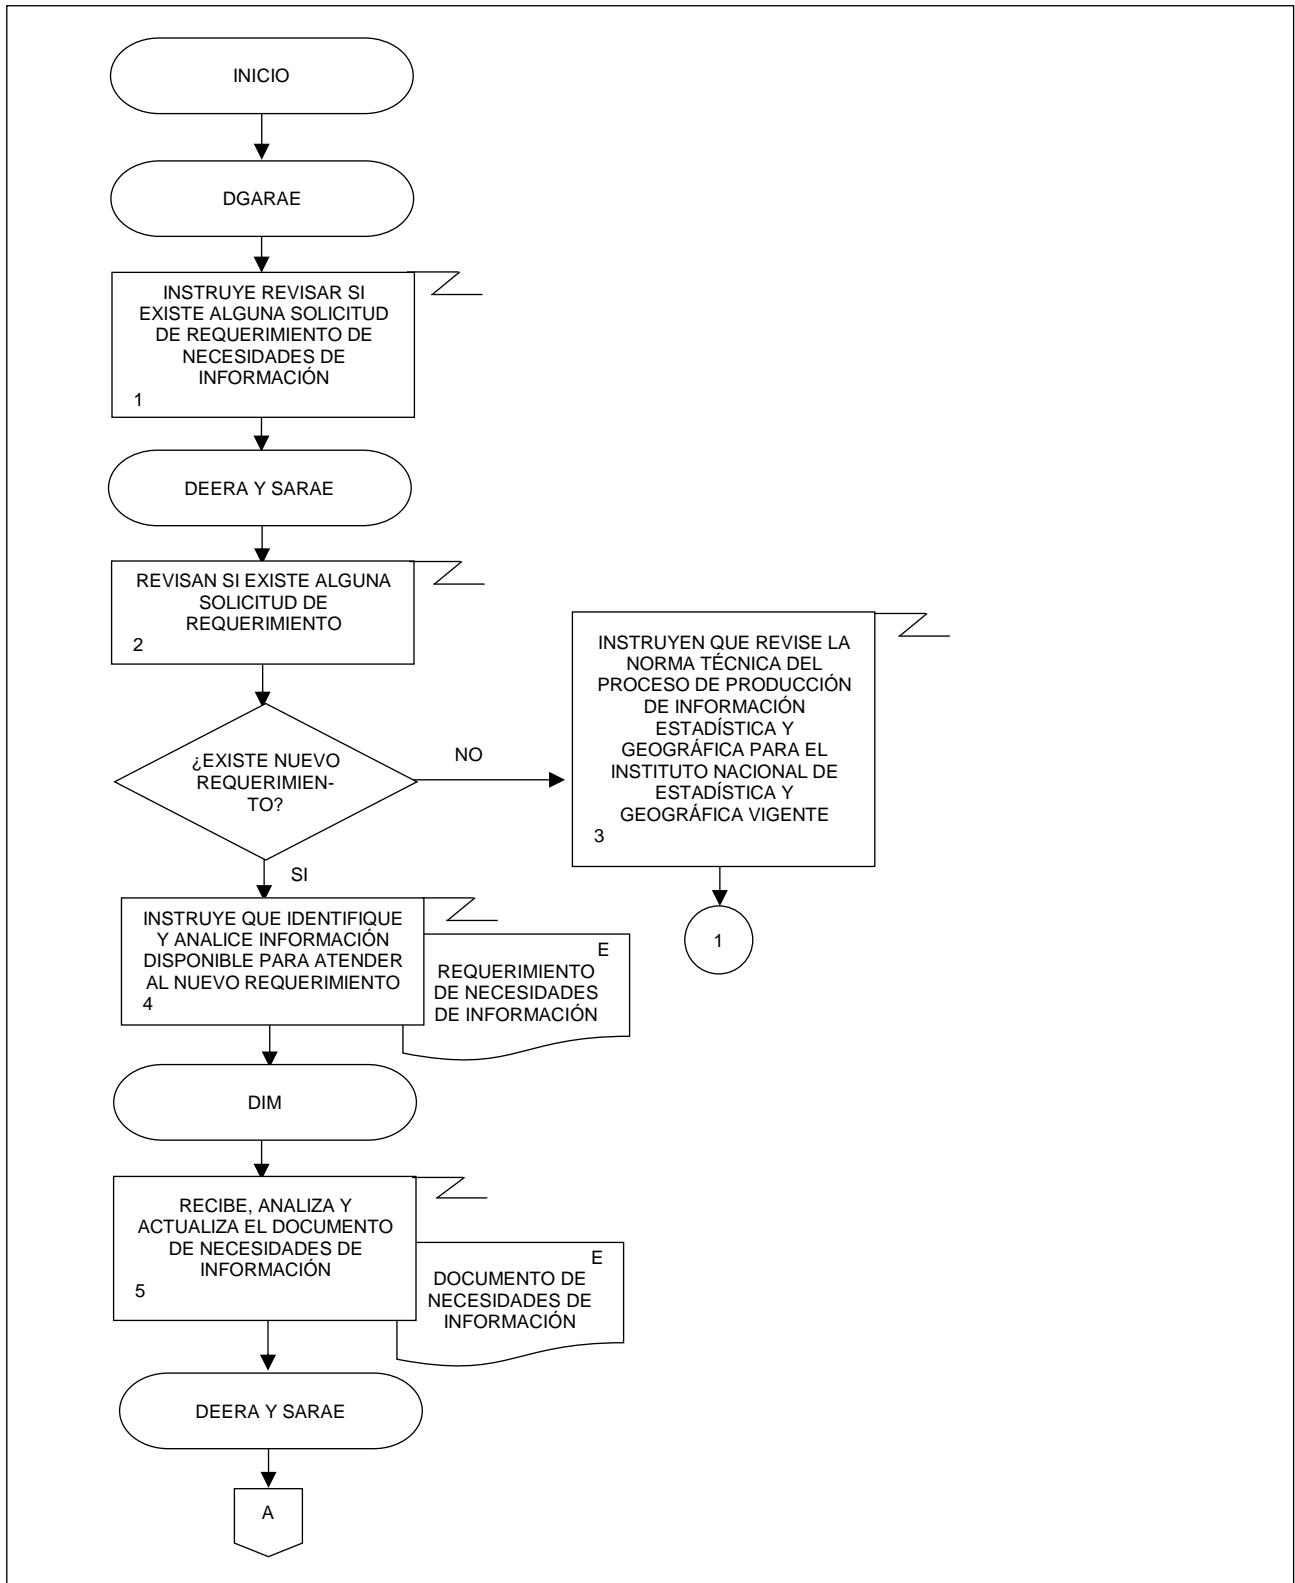 INICIO
DGARAE
INSTRUYE REVISAR SI
EXISTE ALGUNA SOLICITUD
DE REQUERIMIENTO DE
NECESIDADES DE
INFORMACIÓN
1
DEERA Y SARAE
REVISAN SI EXISTE ALGUNA
SOLICITUD DE
REQUERIMIENTO
2
¿EXISTE NUEVO
REQUERIMIEN-
TO?
NO
INSTRUYEN QUE REVISE LA
NORMA TÉCNICA DEL
PROCESO DE PRODUCCIÓN
DE INFORMACIÓN
ESTADÍSTICA Y
GEOGRÁFICA PARA EL
INSTITUTO NACIONAL DE
ESTADÍSTICA Y
GEOGRÁFICA VIGENTE
3
1
SI
INSTRUYE QUE IDENTIFIQUE
Y ANALICE INFORMACIÓN
DISPONIBLE PARA ATENDER
AL NUEVO REQUERIMIENTO
4
E
REQUERIMIENTO
DE NECESIDADES
DE INFORMACIÓN
DIM
RECIBE, ANALIZA Y
ACTUALIZA EL DOCUMENTO
DE NECESIDADES DE
INFORMACIÓN
5
E
DOCUMENTO DE
NECESIDADES DE
INFORMACIÓN
DEERA Y SARAE
A